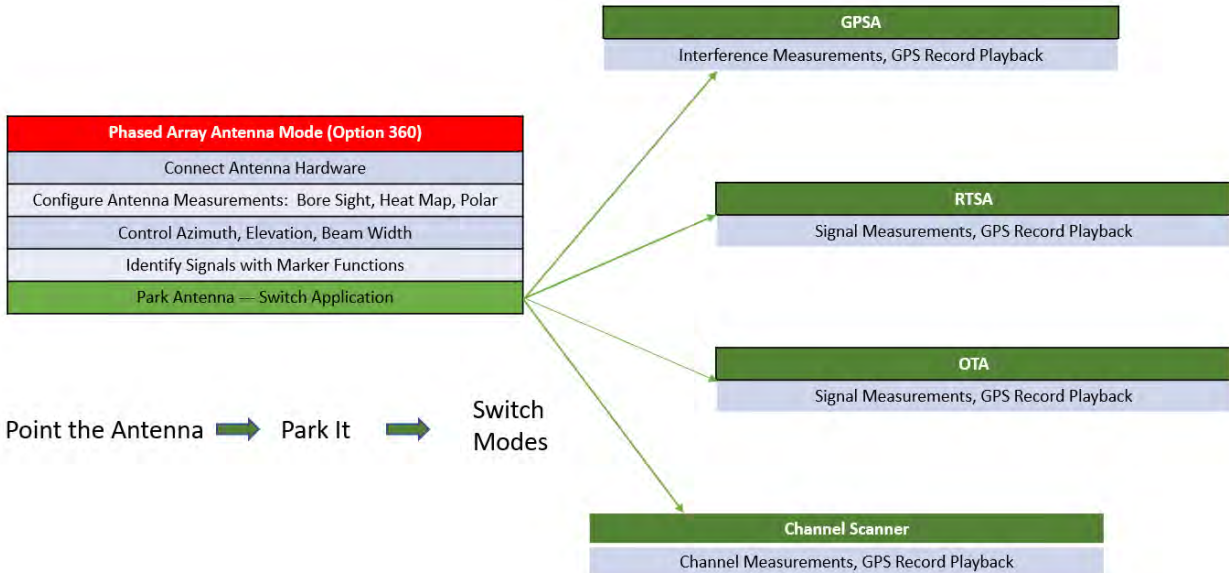 GPSA
Interference Measurements, GPS Record Playback
Phased Array Antenna Mode (Option 360)
Connect Antenna Hardware
Configure Antenna Measurements: Bore Sight, Heat Map, Polar
Control Azimuth, Elevation, Beam Width
Identify Signals with Marker Functions
Park Antenna — Switch Application
RTSA
Signal Measurements, GPS Record Playback
OTA
Signal Measurements, GPS Record Playback
Point the Antenna
Park It
Switch
Modes
Channel Scanner
Channel Measurements, GPS Record Playback